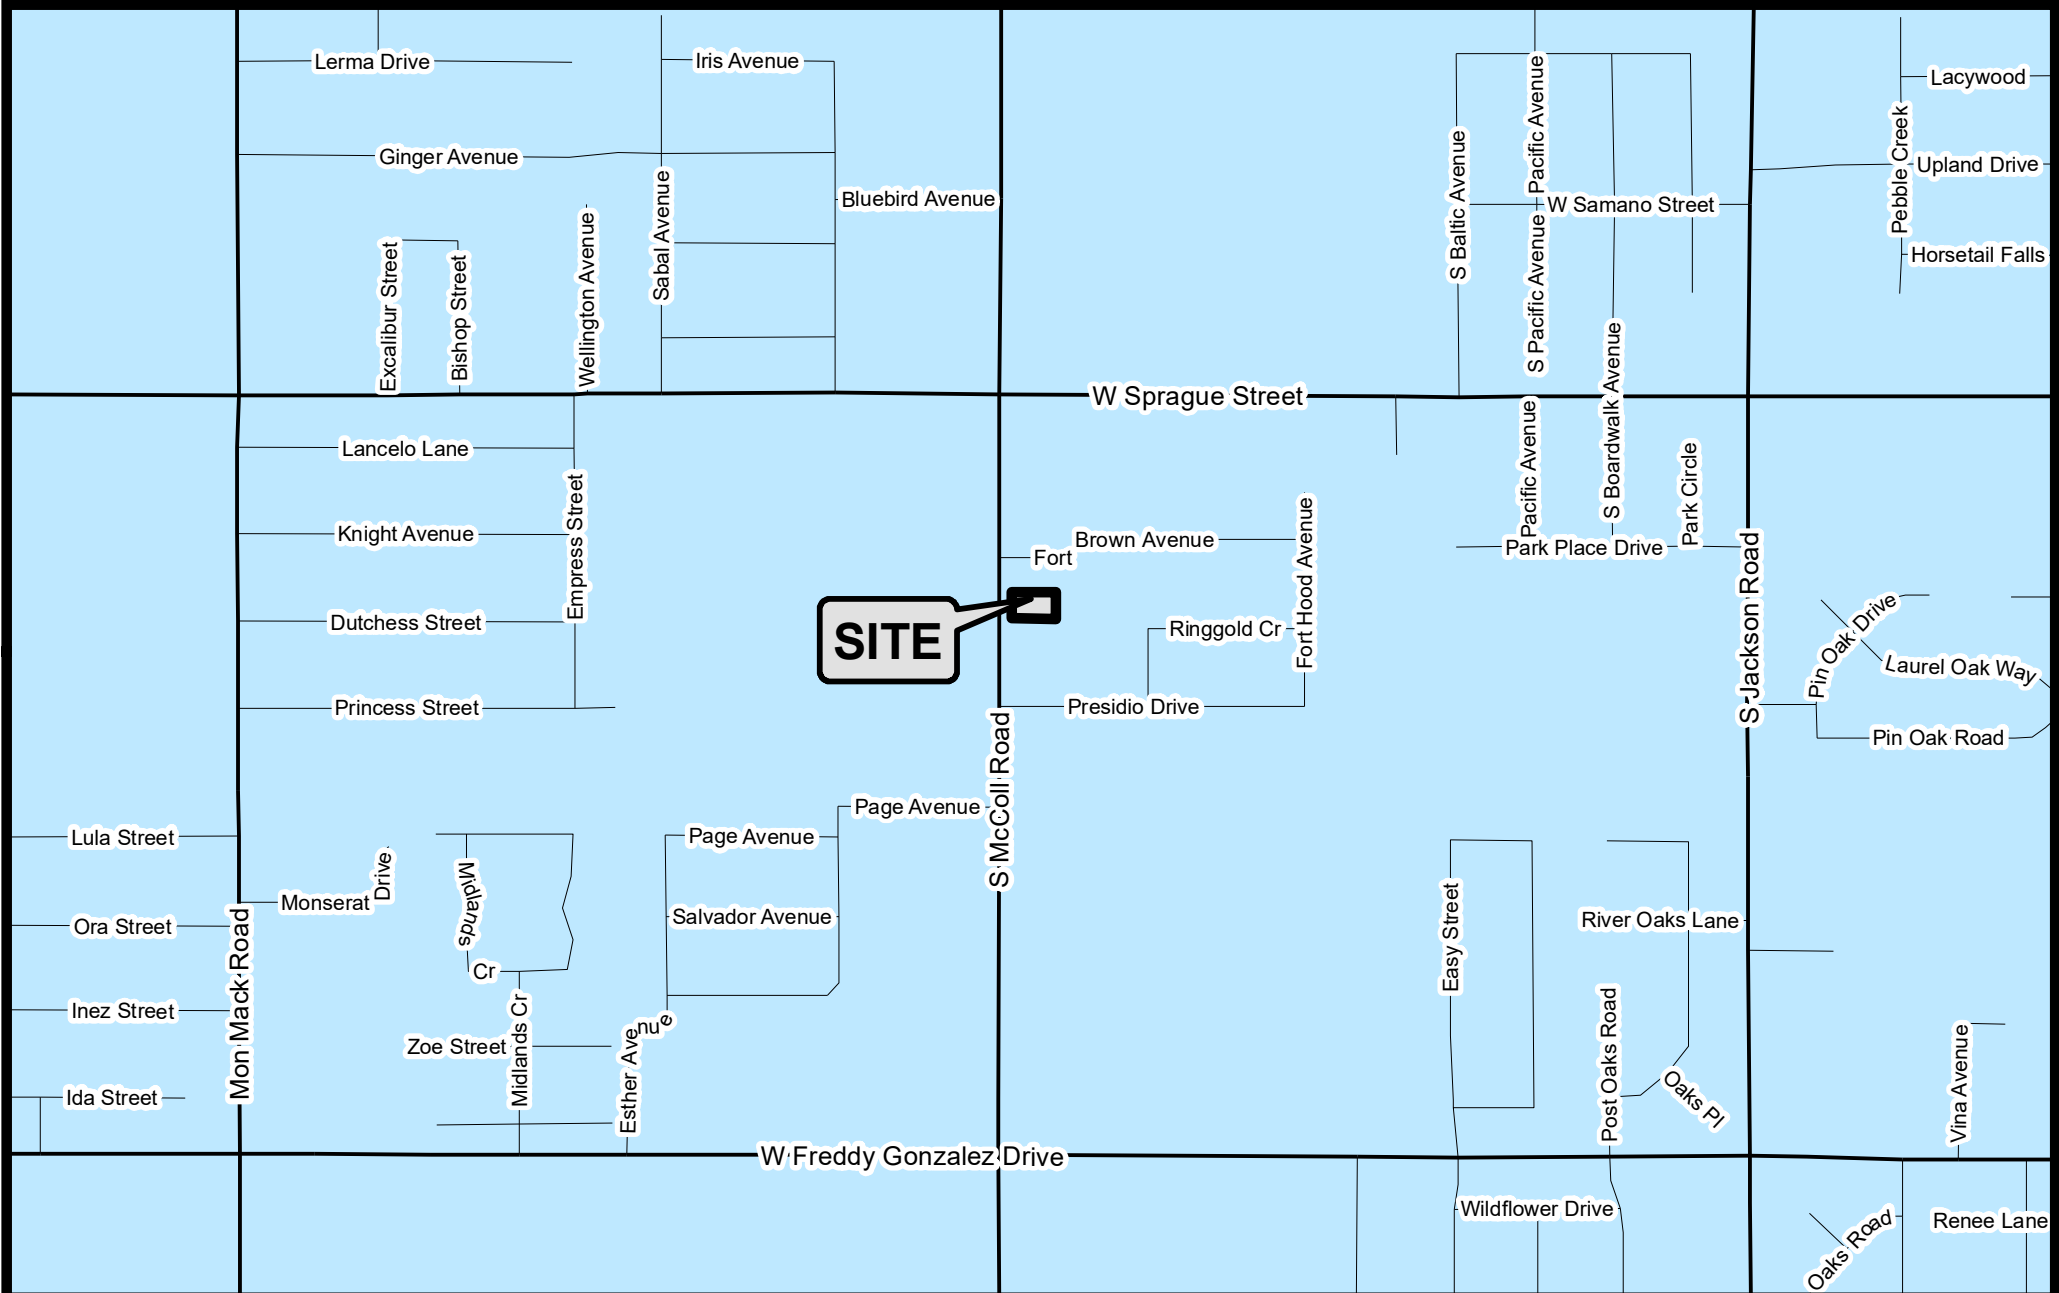 Lerma Drive
Iris Avenue
Lacywood
Ginger Avenue
Pacific Avenue
Pebble Creek
Upland Drive
Sabal Avenue
Bluebird Avenue
S Baltic Avenue
W Samano Street
Horsetail Falls
Excalibur Street
Bishop Street
Wellington Avenue
S Pacific Avenue
W Sprague Street
S Boardwalk Avenue
Lancelo Lane
Pacific Avenue
Park Circle
Knight Avenue
Empress Street
Fort
Brown Avenue
Fort Hood Avenue
Park Place Drive
S Jackson Road
SITE
Dutchess Street
Ringgold Cr
Pin Oak Drive
Laurel Oak Way
Princess Street
Presidio Drive
Pin Oak Road
S McColl Road
Page Avenue
Page Avenue
Lula Street
Monserat
Drive
Midlands
Cr
Salvador Avenue
Easy Street
River Oaks Lane
Ora Street
Mon Mack Road
Inez Street
Midlands Cr
Zoe Street
Esther Avenue
Post Oaks Road
Oaks Pl
Vina Avenue
Ida Street
W Freddy Gonzalez Drive
Wildflower Drive
Oaks Road
Renee Lane